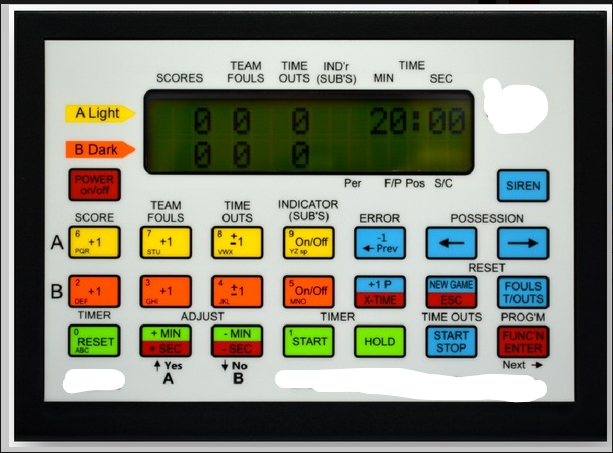 TEAM TIME IND'r TIME
SCORES FOULS OUTS (SUB'S) MIN SEC
A Light 0 0 0 20:00
B Dark 0 0 0
Per F/P Pos S/C
POWER on/off
SIREN
SCORE TEAM FOULS TIME OUTS INDICATOR (SUB'S) ERROR POSSESSION
A
6 +1 PQR
7 +1 STU
8 ±1 VWX
9 On/Off YZ sp
-1 ← Prev
←
→
RESET
B
2 +1 DEF
3 +1 GHI
4 ±1 JKL
5 On/Off MNO
+1 P X-TIME
NEW GAME ESC
FOULS T/OUTS
TIMER ADJUST TIMER TIME OUTS PROG'M
0 RESET ABC
+ MIN + SEC
- MIN - SEC
1 START
HOLD
START STOP
FUNC'N ENTER
↑ Yes ↓ No Next →
A B